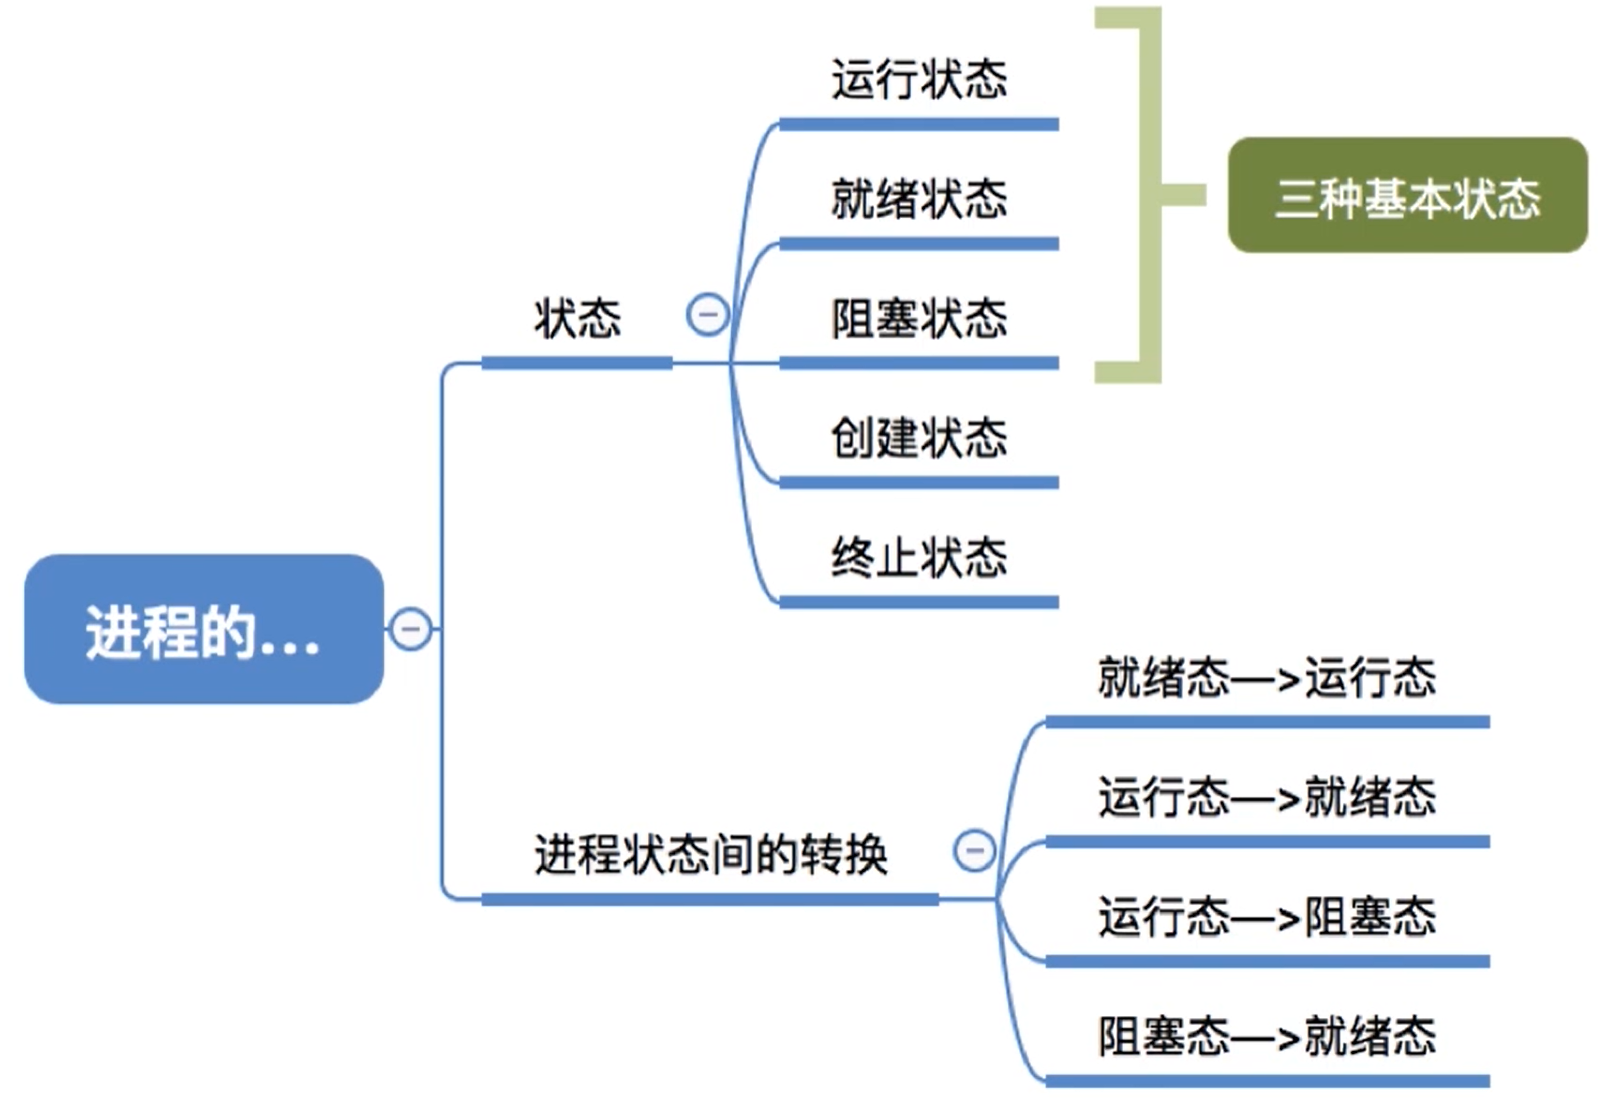 运行状态
就绪状态
三种基本状态
状态
阻塞状态
创建状态
终止状态
进程的...
就绪态—>运行态
运行态—>就绪态
进程状态间的转换
运行态—>阻塞态
阻塞态—>就绪态